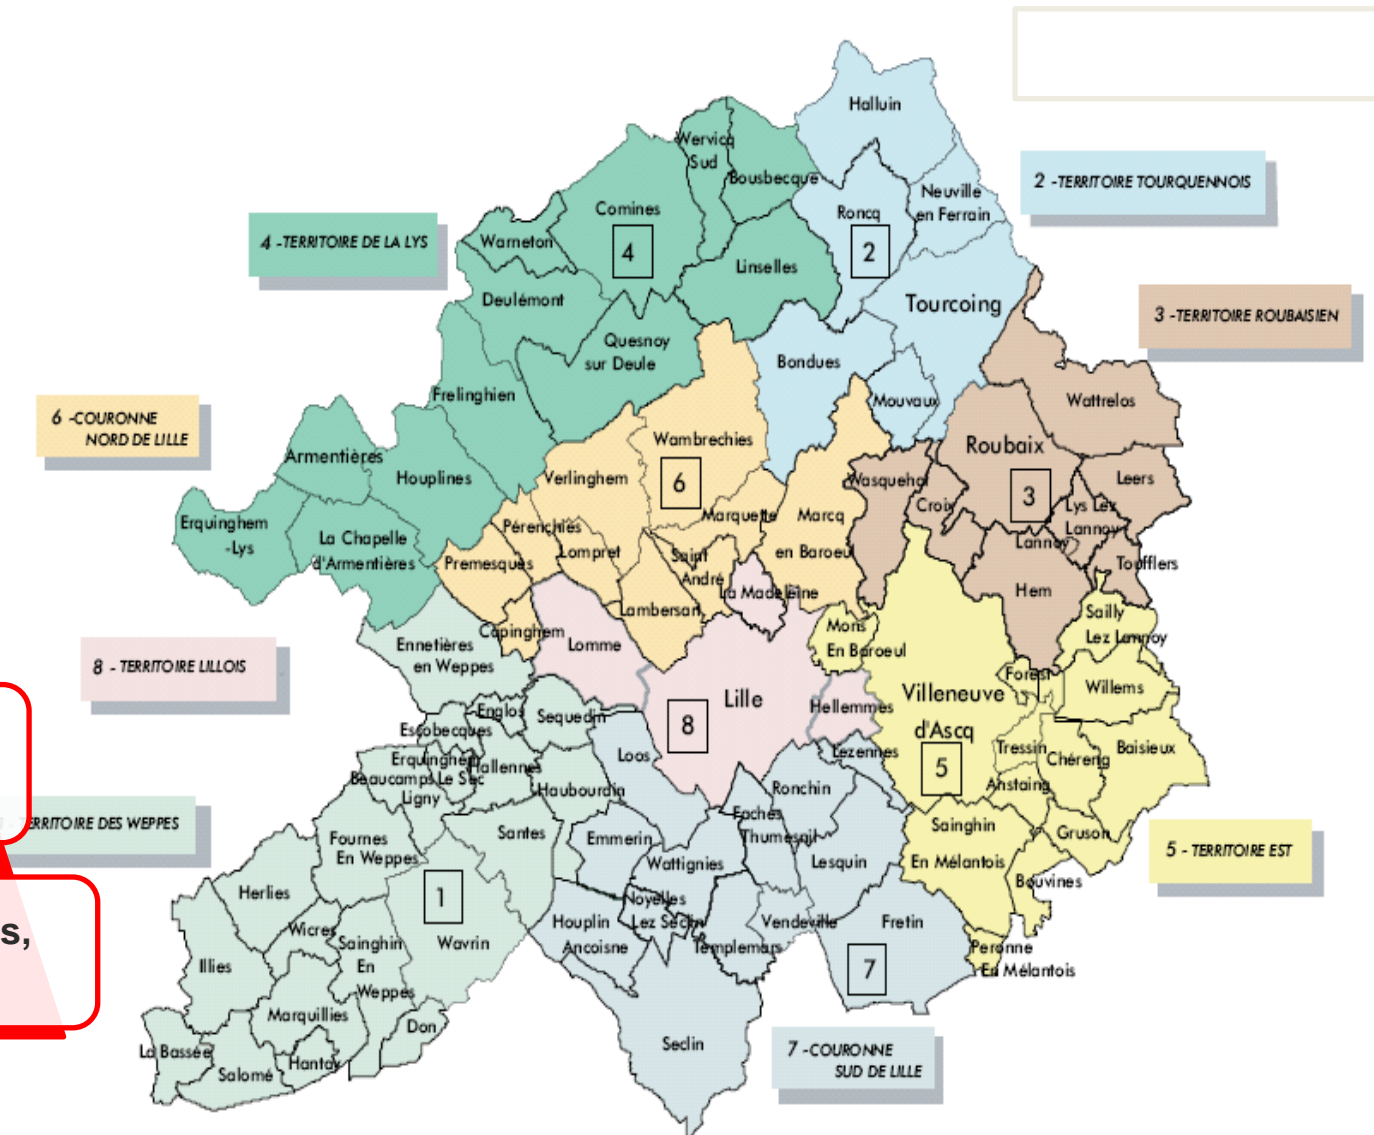 Halluin
Wervicq
Sud
Bousbecque
2 -TERRITOIRE TOURQUENNOIS
Neuville
en Ferrain
Comines
Roncq
4 -TERRITOIRE DE LA LYS
Warneton
4
2
Linselles
Deulémont
Tourcoing
3 -TERRITOIRE ROUBAISIEN
Quesnoy
sur Deule
Bondues
Frelinghien
Mouvaux
Wattrelos
6 -COURONNE
NORD DE LILLE
Wambrechies
Roubaix
Armentières
Houplines
Verlinghem
6
Wasquehal
3
Leers
Croix
Lys Lez
Lannoy
Erquinghem
-Lys
La Chapelle
d'Armentières
Pérenchies
Marquette
Marcq
en Baroeul
Lannoy
Premesques
Lompret
Saint
André
Toufflers
La Madeleine
Hem
Lambersart
Sailly
Lez Lannoy
Capinghem
Mons
En Baroeul
Ennetières
en Weppes
Lomme
8 - TERRITOIRE LILLOIS
Forest
Willems
Villeneuve
d'Ascq
Lille
Hellemmes
Englos
Sequedin
8
Escobecques
Loos
Lezennes
Tressin
Chéreng
Baisieux
5
Erquinghem
Le Sec
Hallennes
Beaucamps
Ligny
Haubourdin
Ronchin
Anstaing
- TERRITOIRE DES WEPPES
Faches
Thumesnil
Sainghin
En Mélantois
Gruson
Fournes
En Weppes
Santes
Emmerin
Wattignies
Lesquin
5 - TERRITOIRE EST
Bouvines
Herlies
1
Noyelles
Lez Seclin
Houplin
Ancoisne
Vendeville
Fretin
s,
Wicres
Sainghin
En
Weppes
Wavrin
Templemars
Peronne
En Mélantois
Illies
7
Marquillies
Don
La Bassée
Hantay
Salomé
Seclin
7 -COURONNE
SUD DE LILLE